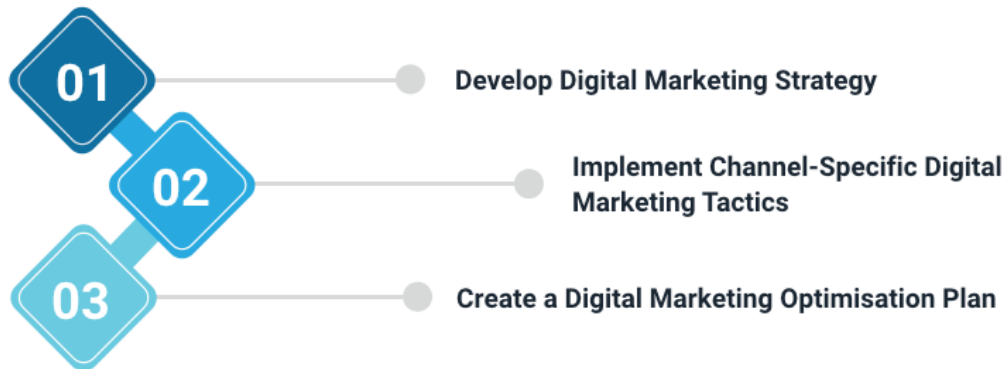 01
Develop Digital Marketing Strategy
02
Implement Channel-Specific Digital
Marketing Tactics
03
Create a Digital Marketing Optimisation Plan